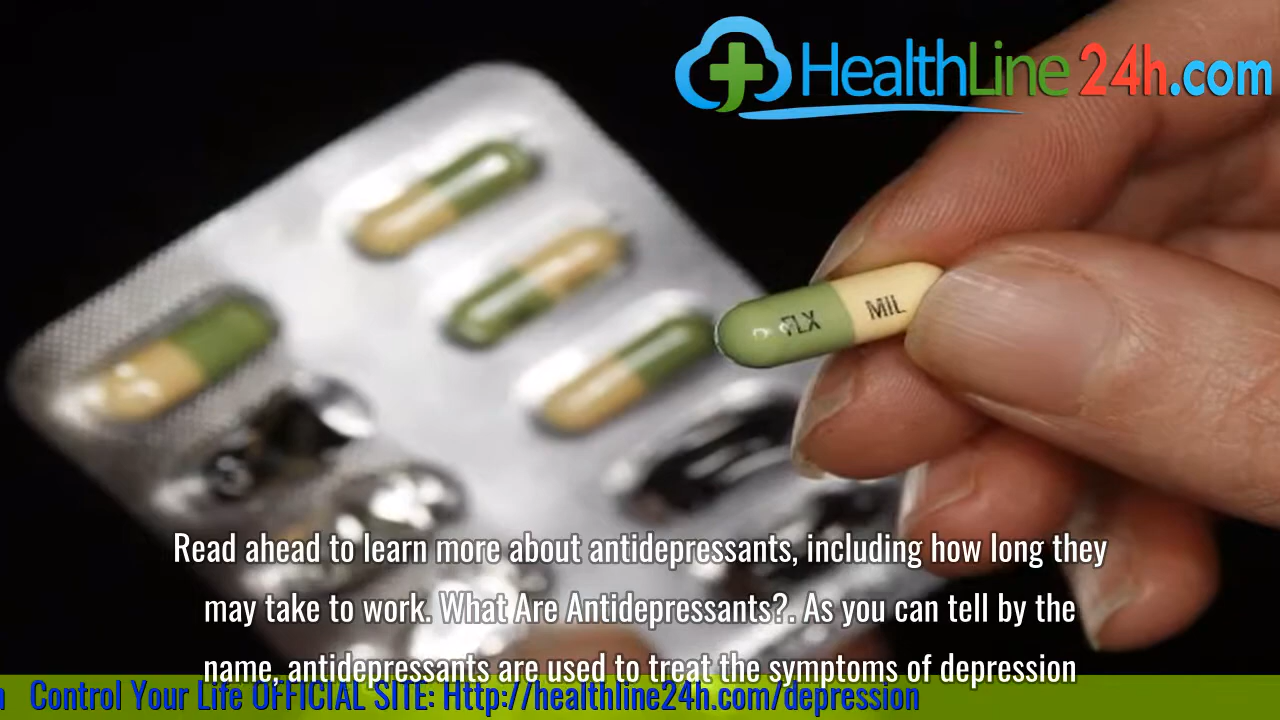 HealthLine24h.com
FLX MIL
Read ahead to learn more about antidepressants, including how long they
may take to work. What Are Antidepressants?. As you can tell by the
name, antidepressants are used to treat the symptoms of depression
Control Your Life OFFICIAL SITE: Http://healthline24h.com/depression